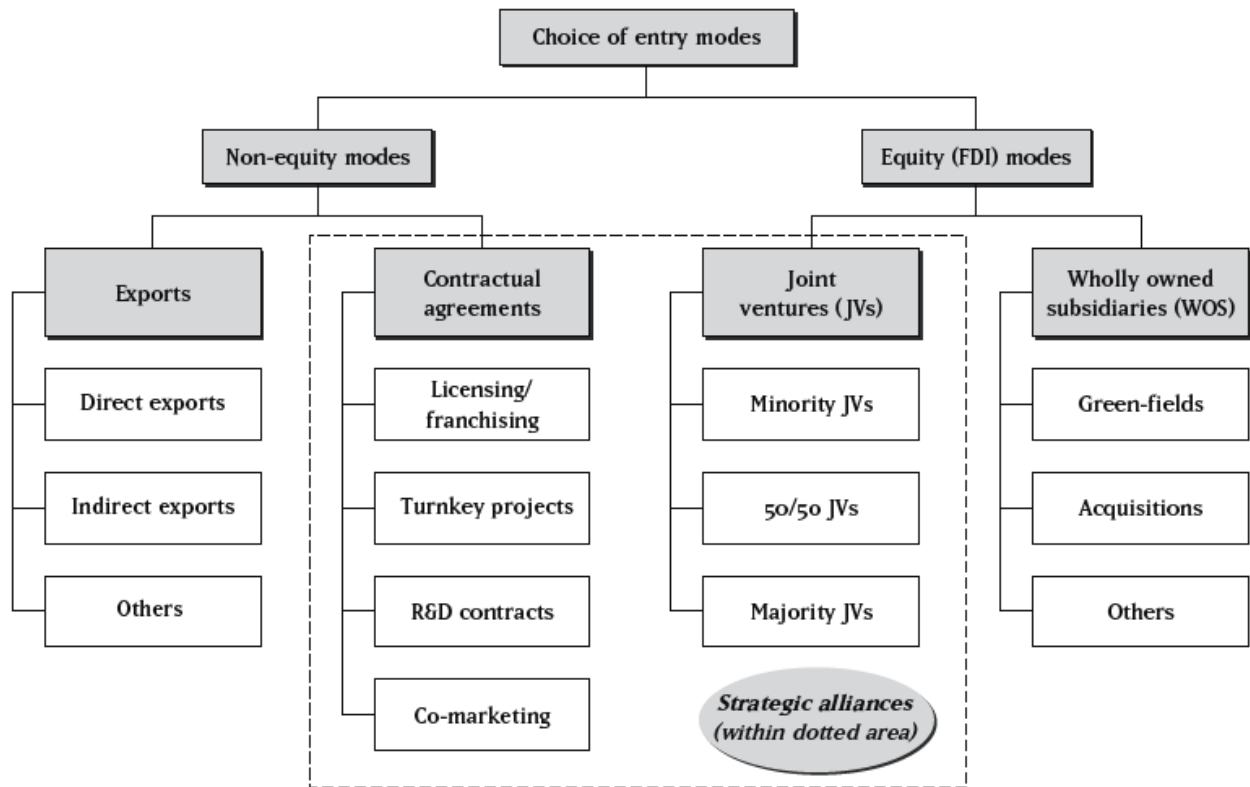 Choice of entry modes
Non-equity modes
Equity (FDI) modes
Exports
Contractual
agreements
Joint
ventures (JVs)
Wholly owned
subsidiaries (WOS)
Direct exports
Licensing/
franchising
Minority JVs
Green-fields
Indirect exports
Turnkey projects
50/50 JVs
Acquisitions
Others
R&D contracts
Majority JVs
Others
Co-marketing
Strategic alliances
(within dotted area)